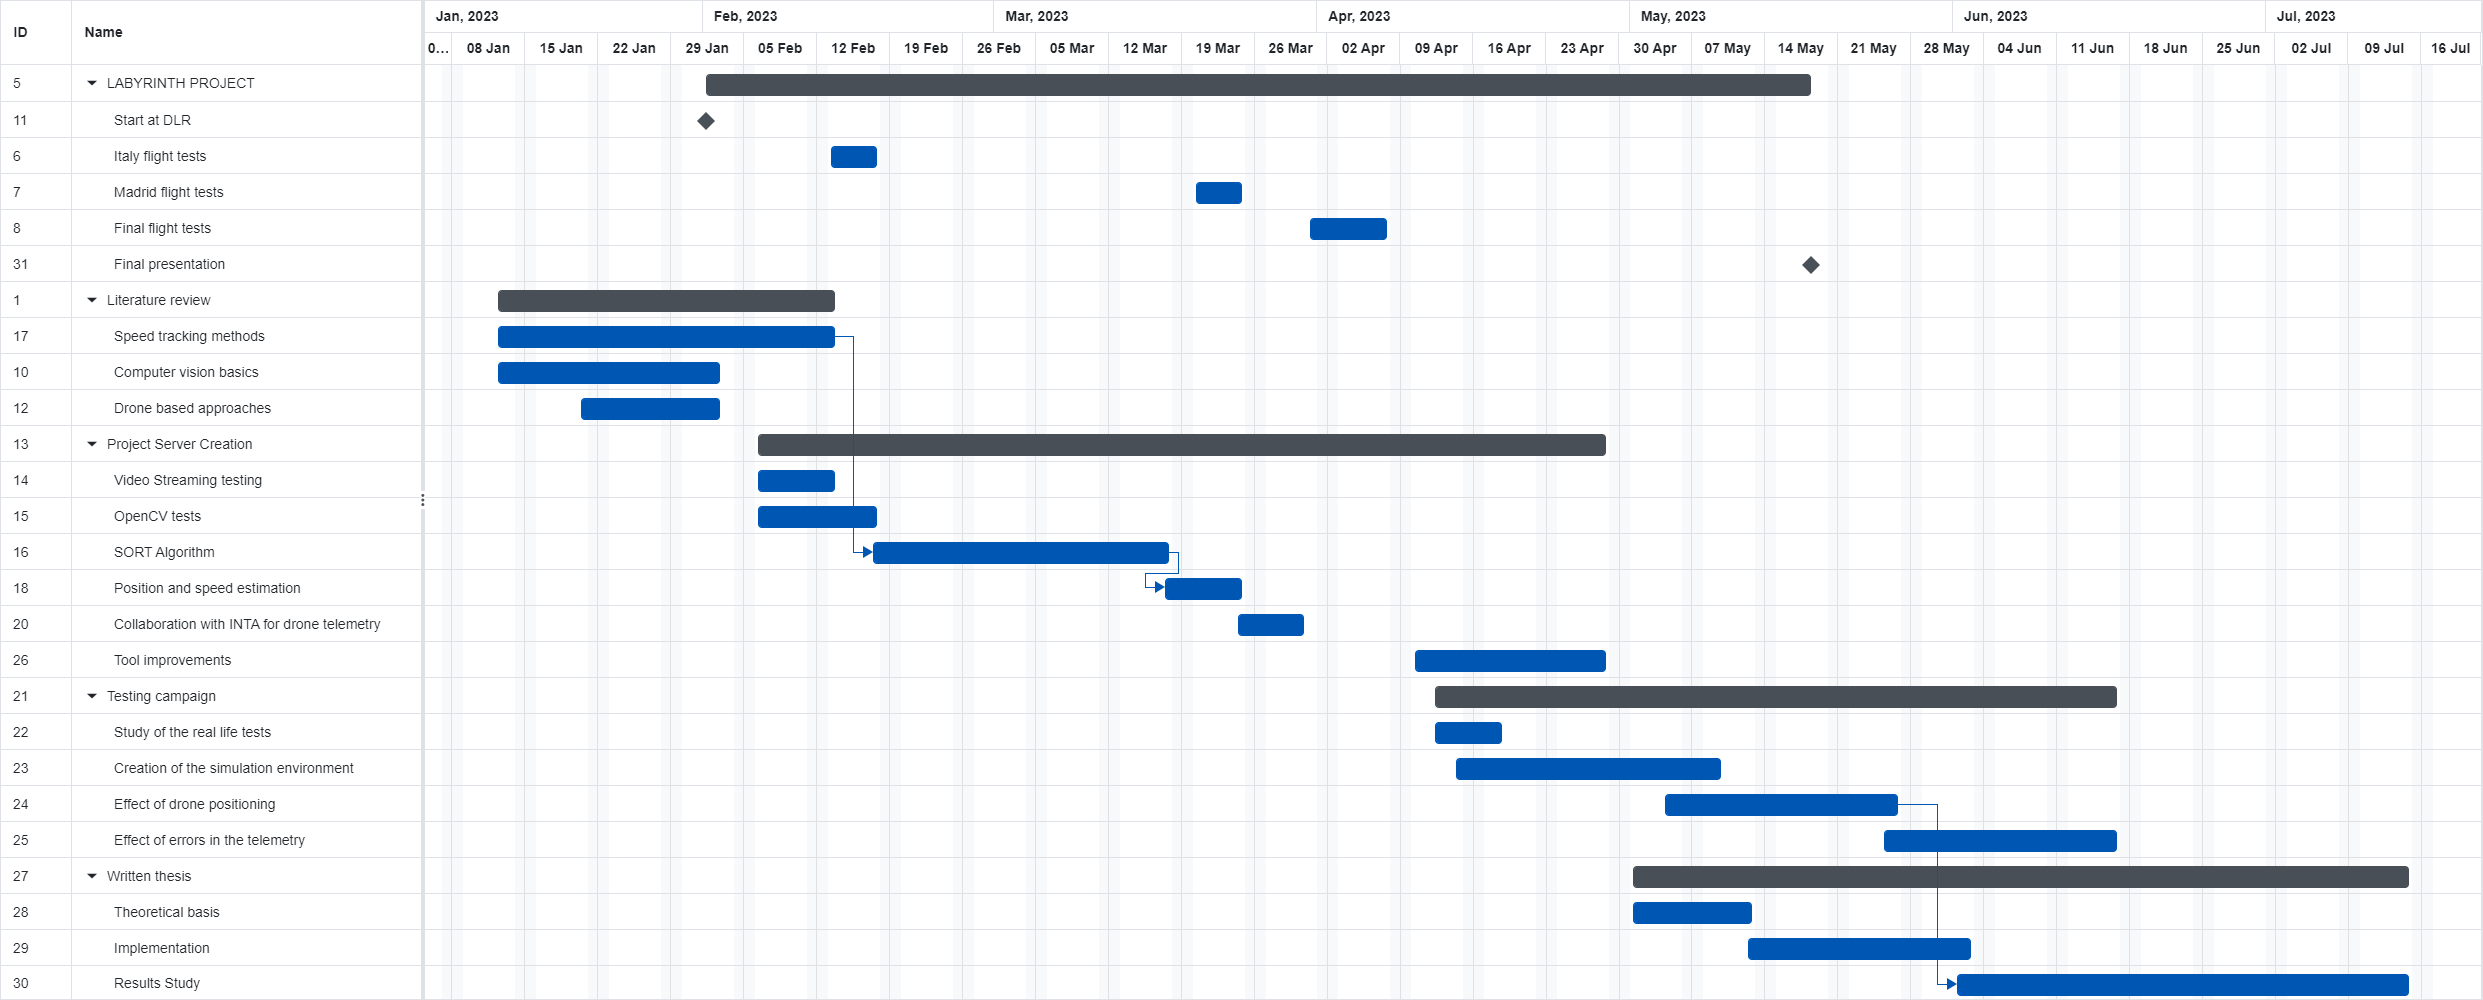 ID Name Jan, 2023 Feb, 2023 Mar, 2023 Apr, 2023 May, 2023 Jun, 2023 Jul, 2023
0... 08 Jan 15 Jan 22 Jan 29 Jan 05 Feb 12 Feb 19 Feb 26 Feb 05 Mar 12 Mar 19 Mar 26 Mar 02 Apr 09 Apr 16 Apr 23 Apr 30 Apr 07 May 14 May 21 May 28 May 04 Jun 11 Jun 18 Jun 25 Jun 02 Jul 09 Jul 16 Jul
5 LABYRINTH PROJECT
11 Start at DLR
6 Italy flight tests
7 Madrid flight tests
8 Final flight tests
31 Final presentation
1 Literature review
17 Speed tracking methods
10 Computer vision basics
12 Drone based approaches
13 Project Server Creation
14 Video Streaming testing
15 OpenCV tests
16 SORT Algorithm
18 Position and speed estimation
20 Collaboration with INTA for drone telemetry
26 Tool improvements
21 Testing campaign
22 Study of the real life tests
23 Creation of the simulation environment
24 Effect of drone positioning
25 Effect of errors in the telemetry
27 Written thesis
28 Theoretical basis
29 Implementation
30 Results Study